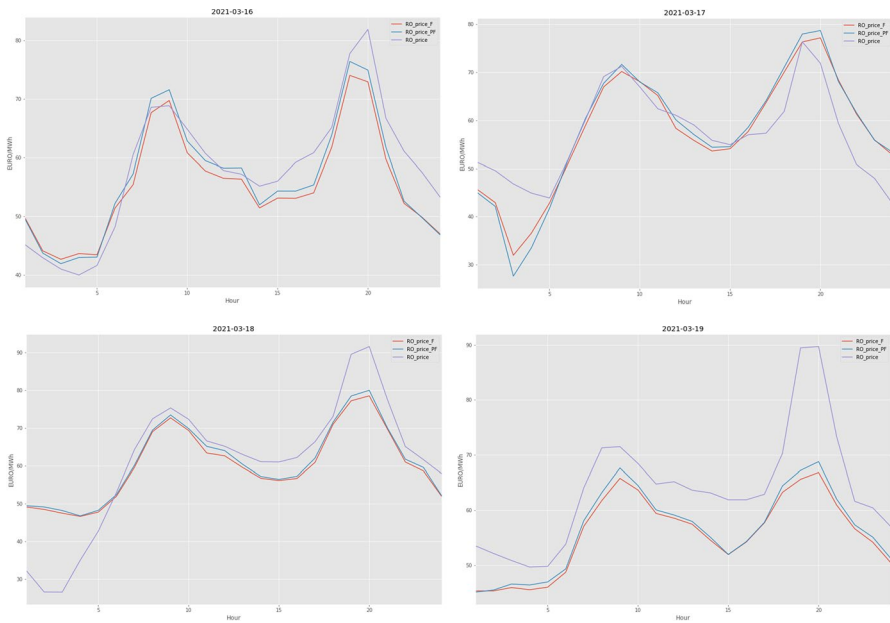 2021-03-16
RO_price_F
RO_price_PF
RO_price
80
70
60
50
40
EURO/MWh
5
10
15
20
Hour
2021-03-17
RO_price_F
RO_price_PF
RO_price
80
70
60
50
40
30
EURO/MWh
5
10
15
20
Hour
2021-03-18
RO_price_F
RO_price_PF
RO_price
90
80
70
60
50
40
30
EURO/MWh
5
10
15
20
Hour
2021-03-19
RO_price_F
RO_price_PF
RO_price
90
80
70
60
50
EURO/MWh
5
10
15
20
Hour